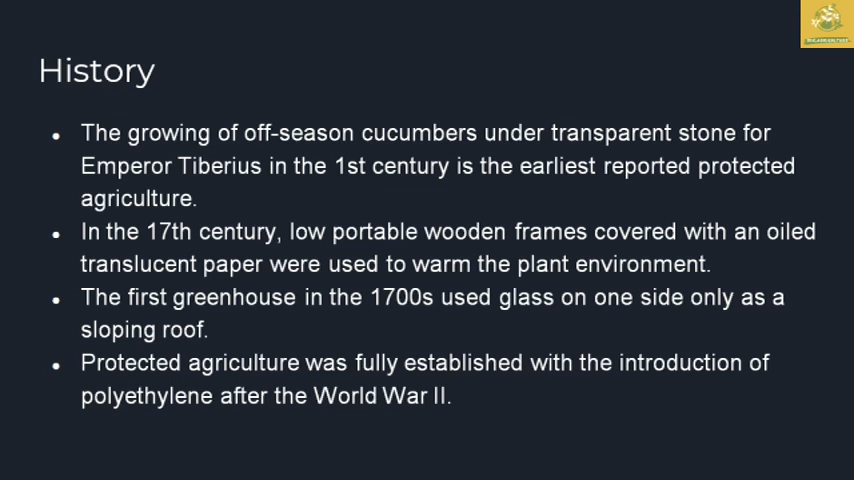 History
• The growing of off-season cucumbers under transparent stone for
Emperor Tiberius in the 1st century is the earliest reported protected
agriculture.
• In the 17th century, low portable wooden frames covered with an oiled
translucent paper were used to warm the plant environment.
• The first greenhouse in the 1700s used glass on one side only as a
sloping roof.
• Protected agriculture was fully established with the introduction of
polyethylene after the World War II.